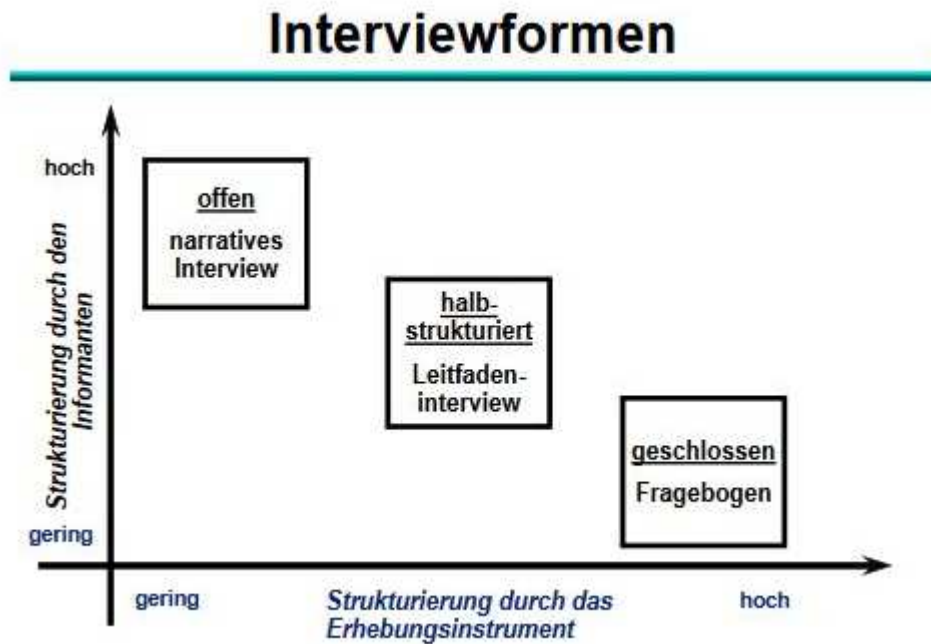 Interviewformen
hoch
offen
narratives
Interview
Strukturierung durch den
Informanten
halb-
strukturiert
Leitfaden-
interview
geschlossen
Fragebogen
gering
gering
Strukturierung durch das
Erhebungsinstrument
hoch